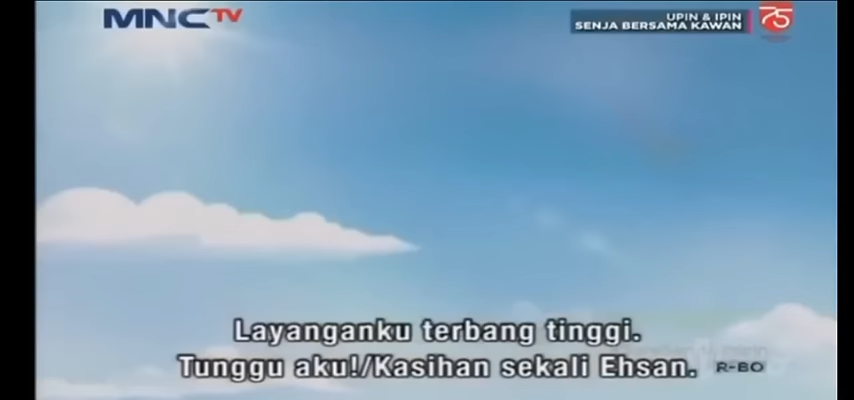 MNCTV
UPIN & IPIN
SENJA BERSAMA KAWAN
75
Layanganku terbang tinggi.
Tunggu aku!/Kasihan sekali Ehsan.
R-BO